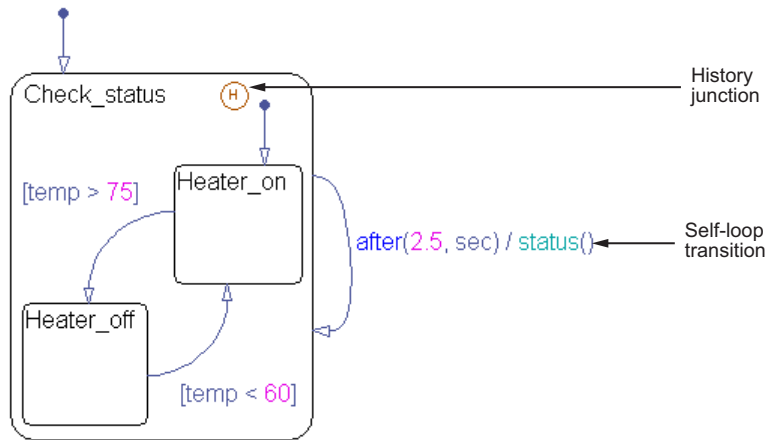 Check_status
H
History
junction
Heater_on
[temp > 75]
after(2.5, sec) / status()
Self-loop
transition
Heater_off
[temp < 60]